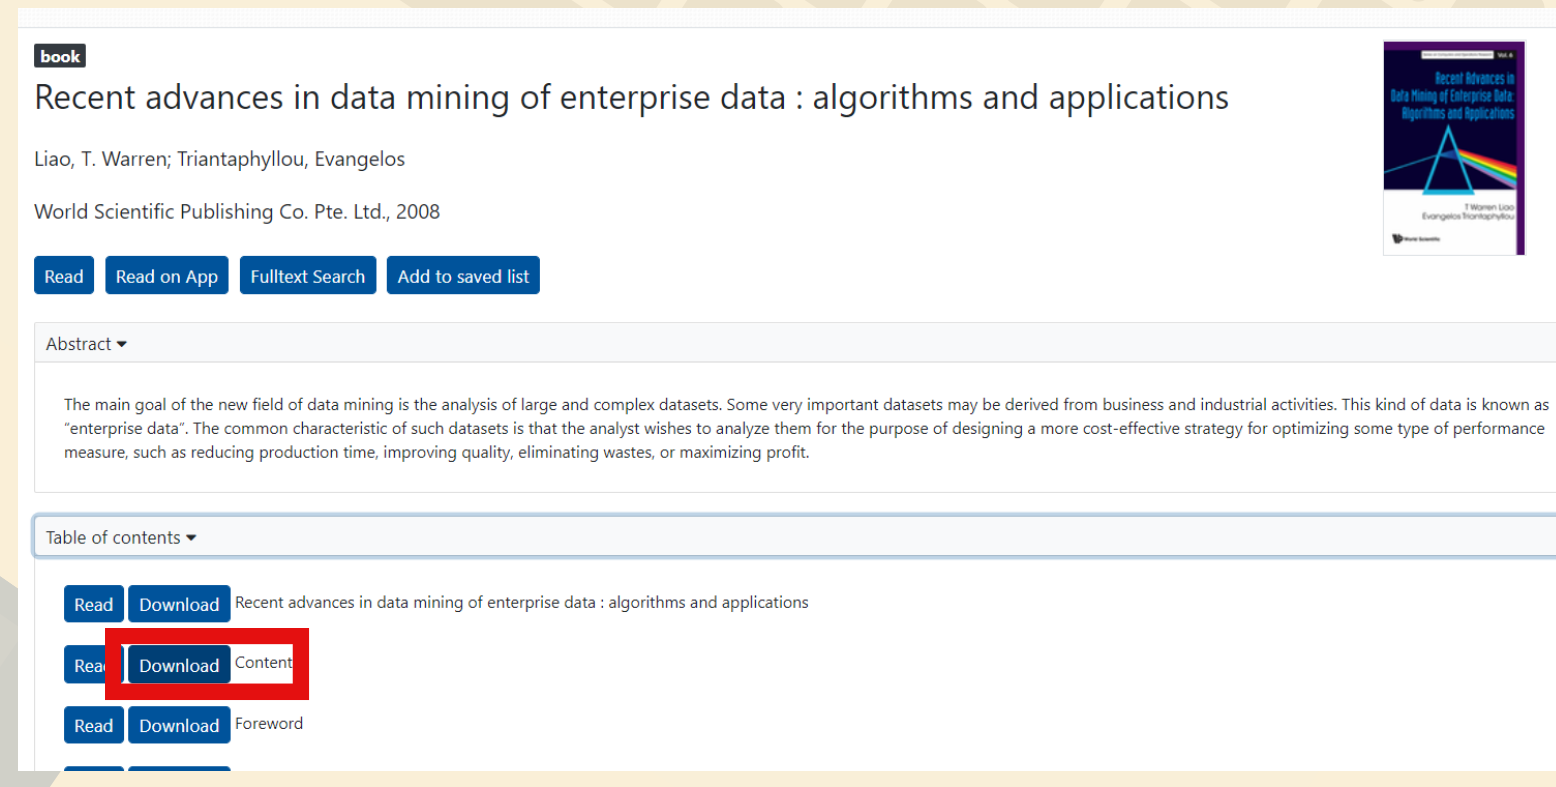 book
Recent advances in data mining of enterprise data : algorithms and applications
Liao, T. Warren; Triantaphyllou, Evangelos
World Scientific Publishing Co. Pte. Ltd., 2008
Read Read on App Fulltext Search Add to saved list
Vol. 6
Recent Advances in
Data Mining of Enterprise Data:
Algorithms and Applications
T Warren Liao
Evangelos Triantaphyllou
World Scientific
Abstract
The main goal of the new field of data mining is the analysis of large and complex datasets. Some very important datasets may be derived from business and industrial activities. This kind of data is known as
“enterprise data”. The common characteristic of such datasets is that the analyst wishes to analyze them for the purpose of designing a more cost-effective strategy for optimizing some type of performance
measure, such as reducing production time, improving quality, eliminating wastes, or maximizing profit.
Table of contents
Read Download Recent advances in data mining of enterprise data : algorithms and applications
Read Download Content
Read Download Foreword